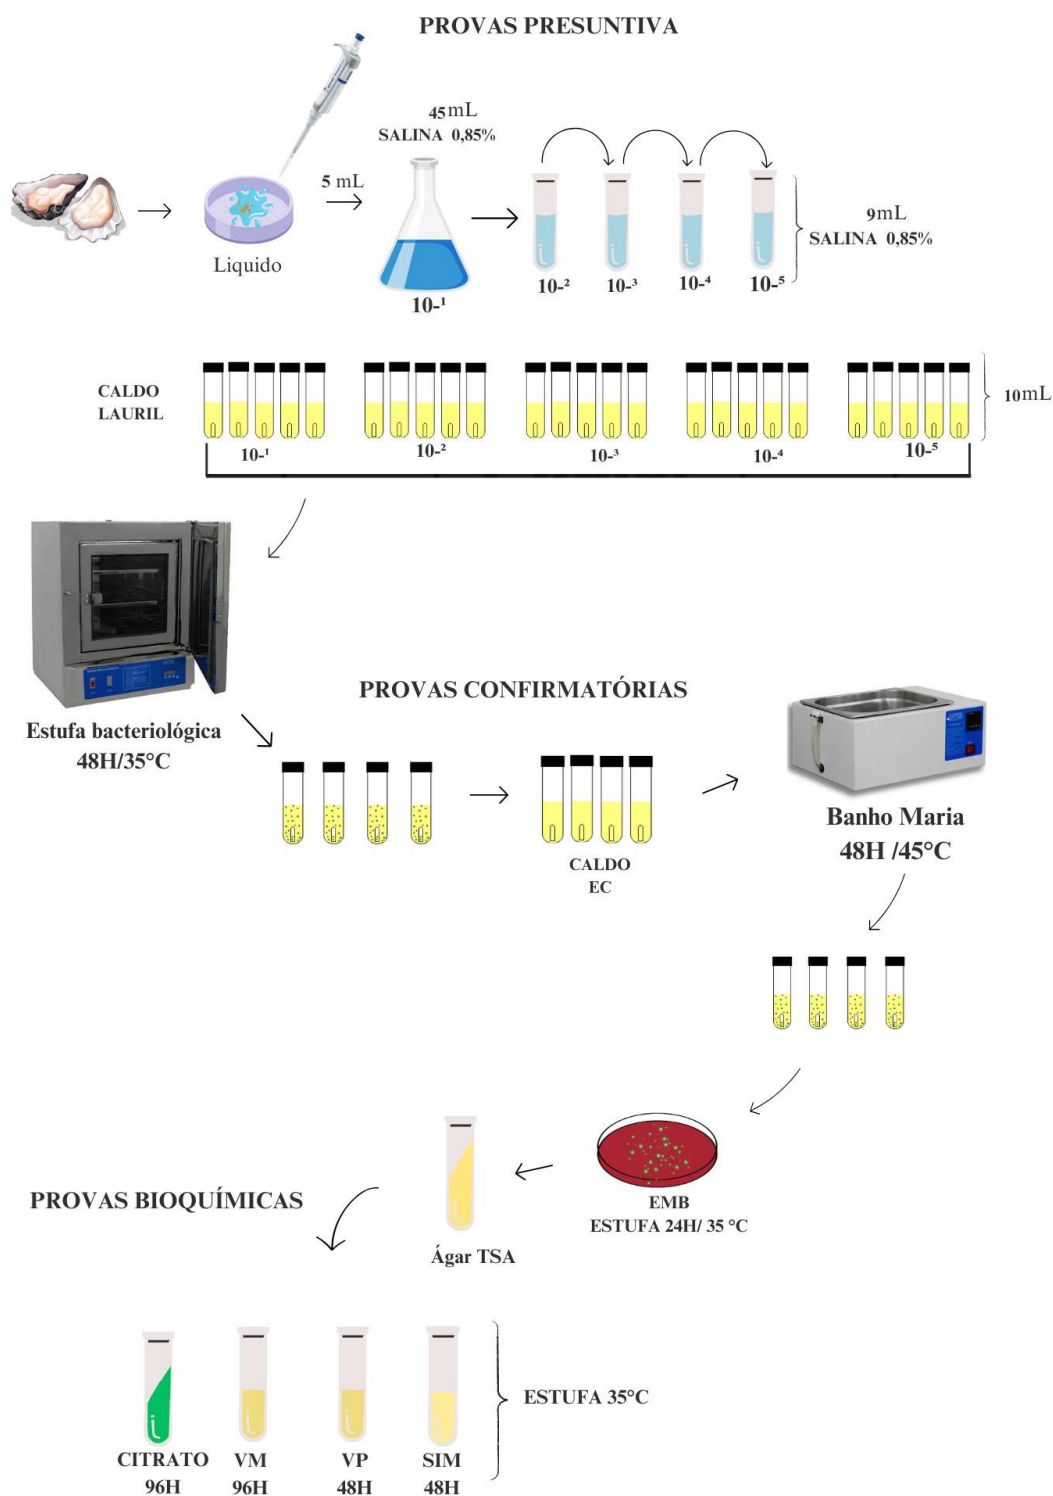 PROVAS PRESUNTIVA
45mL
SALINA 0,85%
5 mL
Liquido
10-¹
10-²
10-³
10-⁴
10-⁵
9mL
SALINA 0,85%
CALDO
LAURIL
10-¹
10-²
10-³
10-⁴
10-⁵
10mL
Estufa bacteriológica
48H/35°C
PROVAS CONFIRMATÓRIAS
CALDO
EC
Banho Maria
48H /45°C
EMB
ESTUFA 24H/ 35 °C
Ágar TSA
PROVAS BIOQUÍMICAS
CITRATO
96H
VM
96H
VP
48H
SIM
48H
ESTUFA 35°C